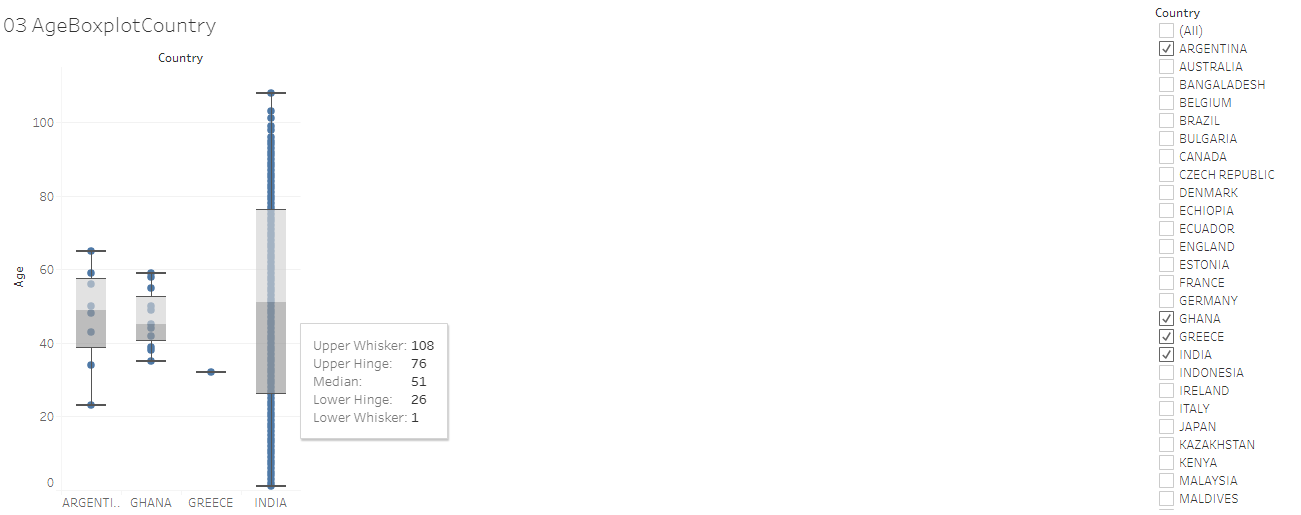 03 AgeBoxplotCountry
Country
100
80
60
40
20
0
Age
ARGENTI.. GHANA GREECE INDIA
Upper Whisker: 108
Upper Hinge: 76
Median: 51
Lower Hinge: 26
Lower Whisker: 1
Country
(All)
ARGENTINA
AUSTRALIA
BANGALADESH
BELGIUM
BRAZIL
BULGARIA
CANADA
CZECH REPUBLIC
DENMARK
ECHIOPIA
ECUADOR
ENGLAND
ESTONIA
FRANCE
GERMANY
GHANA
GREECE
INDIA
INDONESIA
IRELAND
ITALY
JAPAN
KAZAKHSTAN
KENYA
MALAYSIA
MALDIVES